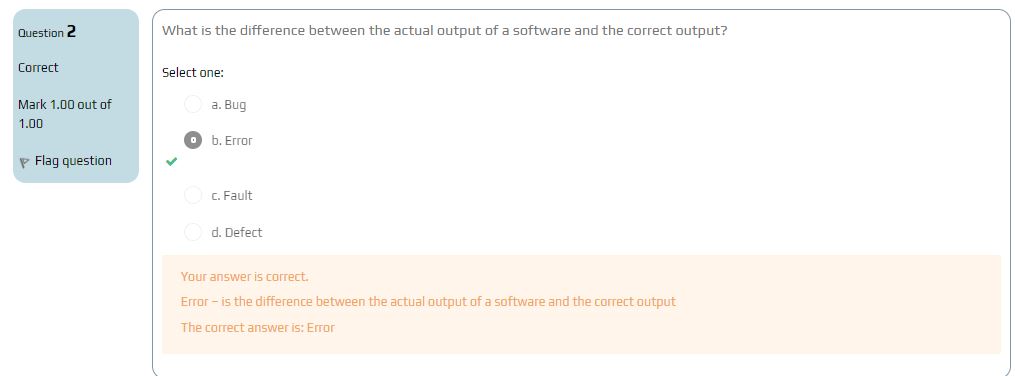 Question 2
Correct
Mark 1.00 out of
1.00
Flag question
What is the difference between the actual output of a software and the correct output?
Select one:
a. Bug
b. Error
c. Fault
d. Defect
Your answer is correct.
Error – is the difference between the actual output of a software and the correct output
The correct answer is: Error